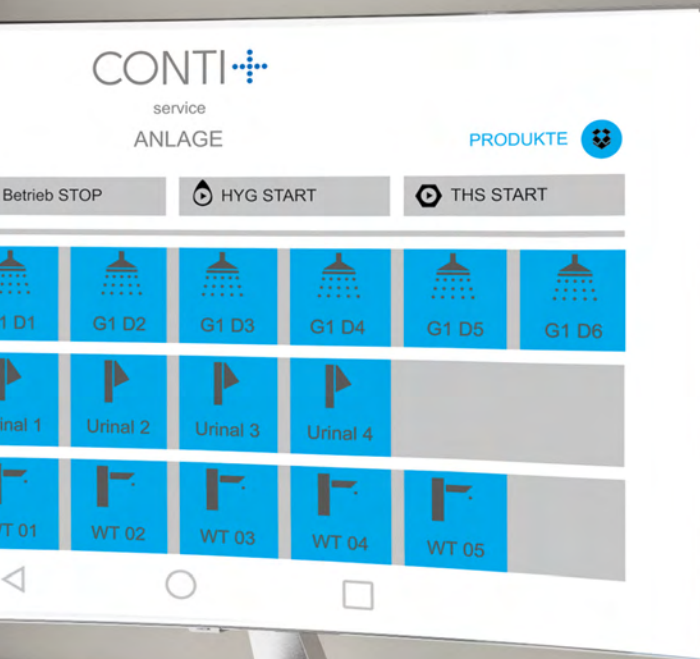 CONTI+
service
ANLAGE
PRODUKTE
Betrieb STOP
HYG START
THS START
G1 D2
G1 D3
G1 D4
G1 D5
G1 D6
Urinal 2
Urinal 3
Urinal 4
WT 02
WT 03
WT 04
WT 05